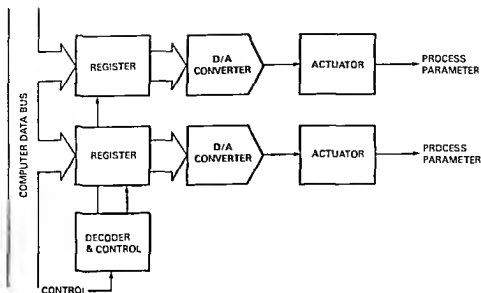 COMPUTER DATA BUS
REGISTER
D/A
CONVERTER
ACTUATOR
PROCESS
PARAMETER
REGISTER
D/A
CONVERTER
ACTUATOR
PROCESS
PARAMETER
DECODER
& CONTROL
CONTROL